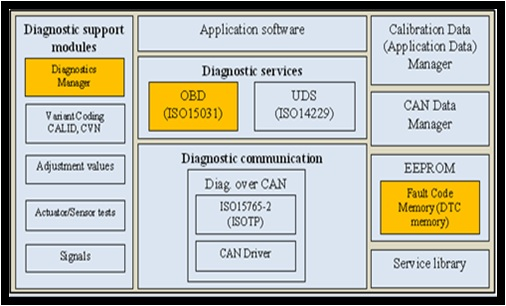 Diagnostic support
modules
Diagnostics
Manager
Variant Coding
CALID, CVN
Adjustment values
Actuator/Sensor tests
Signals
Application software
Diagnostic services
OBD
(ISO15031)
UDS
(ISO14229)
Diagnostic communication
Diag. over CAN
ISO15765-2
(ISOTP)
CAN Driver
Calibration Data
(Application Data)
Manager
CAN Data
Manager
EEPROM
Fault Code
Memory (DTC
memory)
Service library